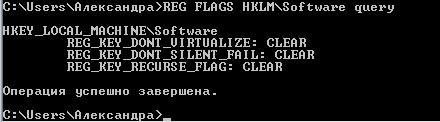 C:\Users\Александра>REG FLAGS HKLM\Software query
HKEY_LOCAL_MACHINE\Software
REG_KEY_DONT_VIRTUALIZE: CLEAR
REG_KEY_DONT_SILENT_FAIL: CLEAR
REG_KEY_RECURSE_FLAG: CLEAR
Операция успешно завершена.
C:\Users\Александра>_